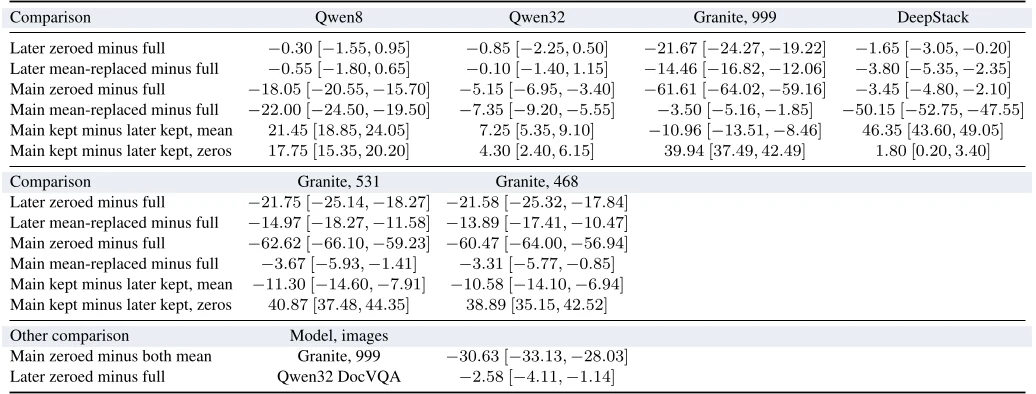 Comparison Qwen8 Qwen32 Granite, 999 DeepStack
Later zeroed minus full −0.30 [−1.55, 0.95] −0.85 [−2.25, 0.50] −21.67 [−24.27, −19.22] −1.65 [−3.05, −0.20]
Later mean-replaced minus full −0.55 [−1.80, 0.65] −0.10 [−1.40, 1.15] −14.46 [−16.82, −12.06] −3.80 [−5.35, −2.35]
Main zeroed minus full −18.05 [−20.55, −15.70] −5.15 [−6.95, −3.40] −61.61 [−64.02, −59.16] −3.45 [−4.80, −2.10]
Main mean-replaced minus full −22.00 [−24.50, −19.50] −7.35 [−9.20, −5.55] −3.50 [−5.16, −1.85] −50.15 [−52.75, −47.55]
Main kept minus later kept, mean 21.45 [18.85, 24.05] 7.25 [5.35, 9.10] −10.96 [−13.51, −8.46] 46.35 [43.60, 49.05]
Main kept minus later kept, zeros 17.75 [15.35, 20.20] 4.30 [2.40, 6.15] 39.94 [37.49, 42.49] 1.80 [0.20, 3.40]
Comparison Granite, 531 Granite, 468
Later zeroed minus full −21.75 [−25.14, −18.27] −21.58 [−25.32, −17.84]
Later mean-replaced minus full −14.97 [−18.27, −11.58] −13.89 [−17.41, −10.47]
Main zeroed minus full −62.62 [−66.10, −59.23] −60.47 [−64.00, −56.94]
Main mean-replaced minus full −3.67 [−5.93, −1.41] −3.31 [−5.77, −0.85]
Main kept minus later kept, mean −11.30 [−14.60, −7.91] −10.58 [−14.10, −6.94]
Main kept minus later kept, zeros 40.87 [37.48, 44.35] 38.89 [35.15, 42.52]
Other comparison Model, images
Main zeroed minus both mean Granite, 999 −30.63 [−33.13, −28.03]
Later zeroed minus full Qwen32 DocVQA −2.58 [−4.11, −1.14]